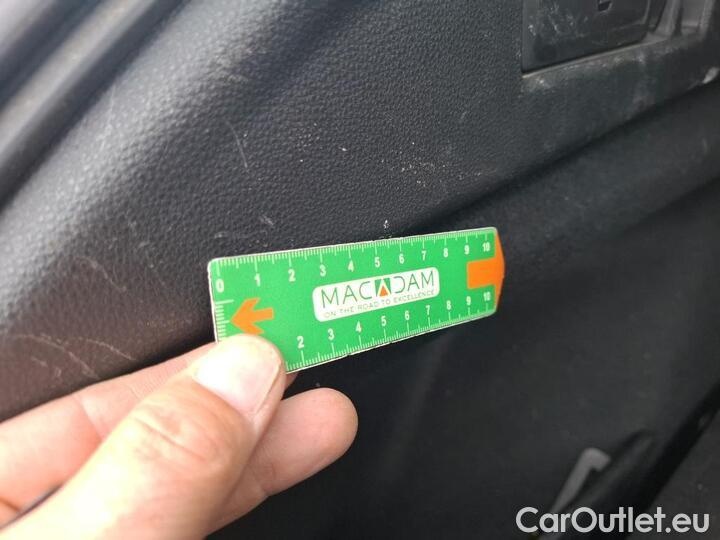 0 1 2 3 4 5 6 7 8 9 10
MACADAM
ON THE ROAD TO EXCELLENCE
2 3 4 5 6 7 8 9 10
CarOutlet.eu